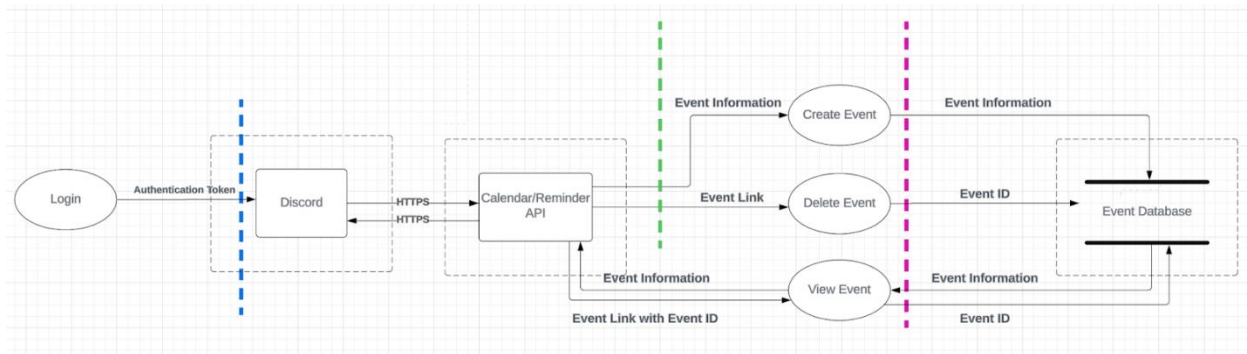 Login
Authentication Token
Discord
HTTPS
HTTPS
Calendar/Reminder
API
Event Information
Create Event
Event Information
Event Link
Delete Event
Event ID
Event Database
Event Information
View Event
Event Information
Event Link with Event ID
Event ID